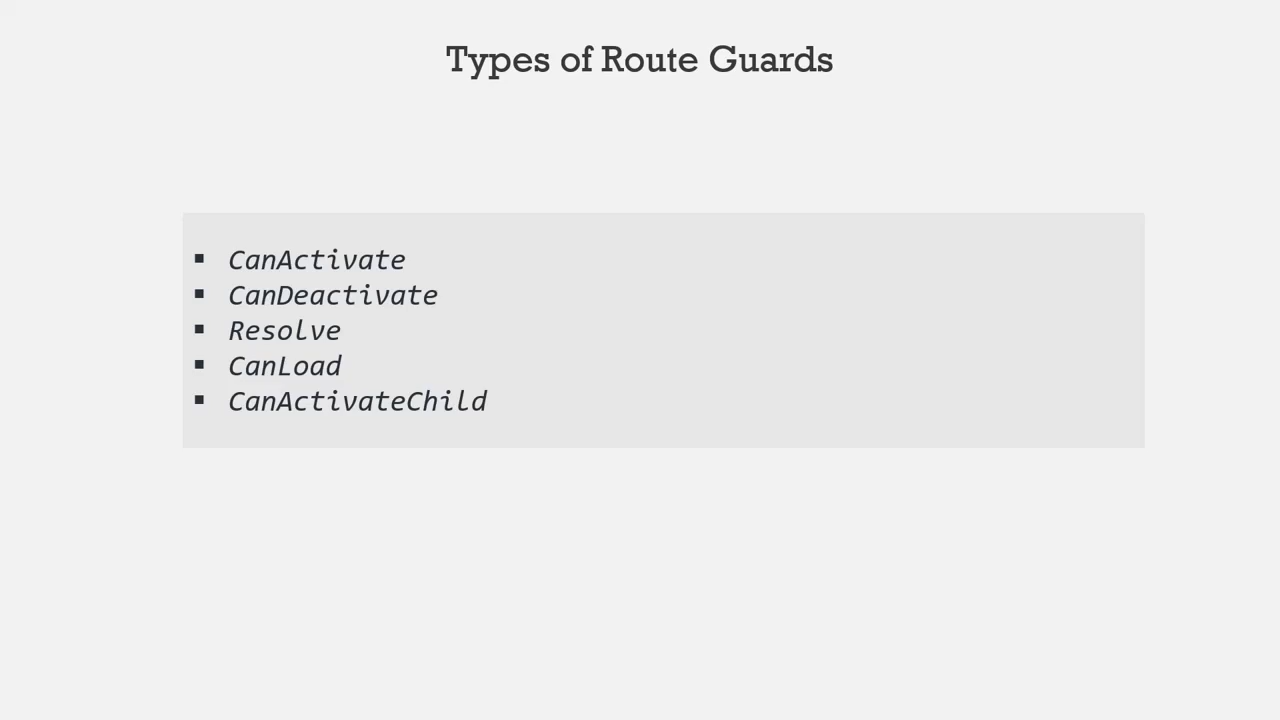 Types of Route Guards
▪ CanActivate
▪ CanDeactivate
▪ Resolve
▪ CanLoad
▪ CanActivateChild